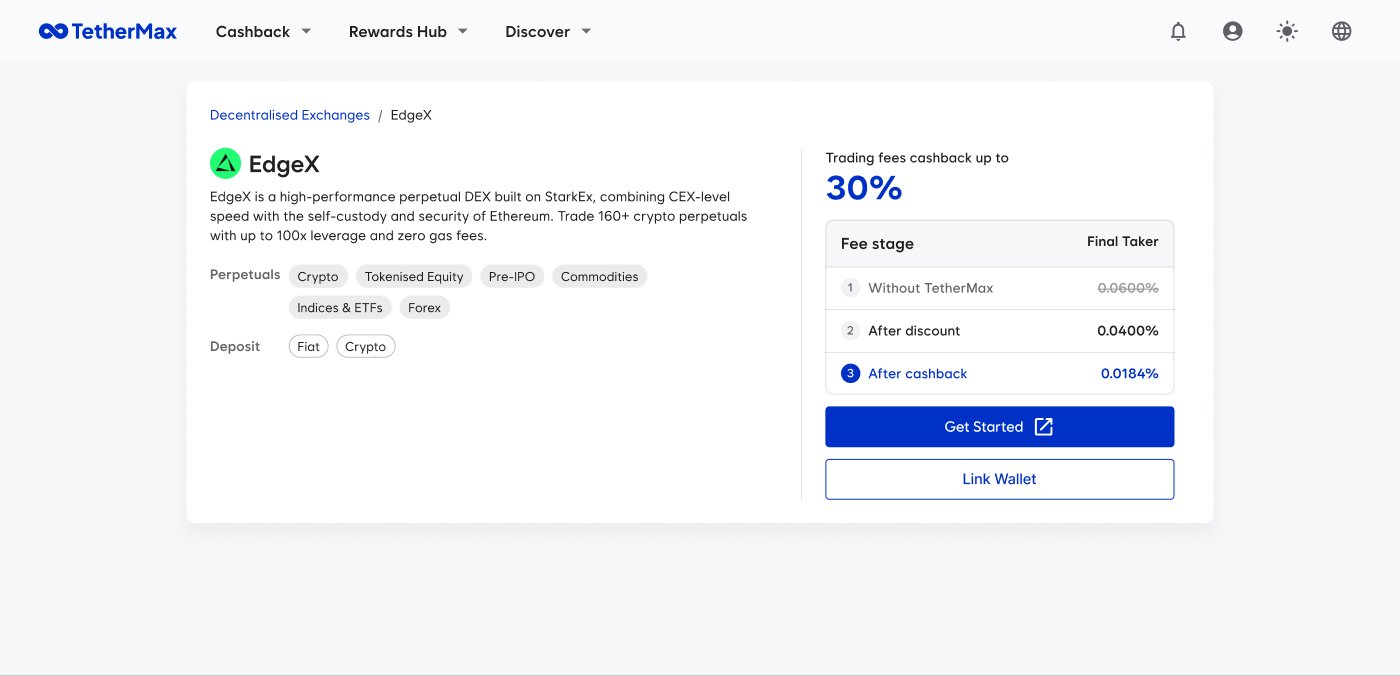 TetherMax Cashback Rewards Hub Discover
Decentralised Exchanges / EdgeX
EdgeX
EdgeX is a high-performance perpetual DEX built on StarkEx, combining CEX-level
speed with the self-custody and security of Ethereum. Trade 160+ crypto perpetuals
with up to 100x leverage and zero gas fees.
Perpetuals Crypto Tokenised Equity Pre-IPO Commodities
Indices & ETFs Forex
Deposit Fiat Crypto
Trading fees cashback up to
30%
Fee stage Final Taker
1 Without TetherMax 0.0600%
2 After discount 0.0400%
3 After cashback 0.0184%
Get Started
Link Wallet